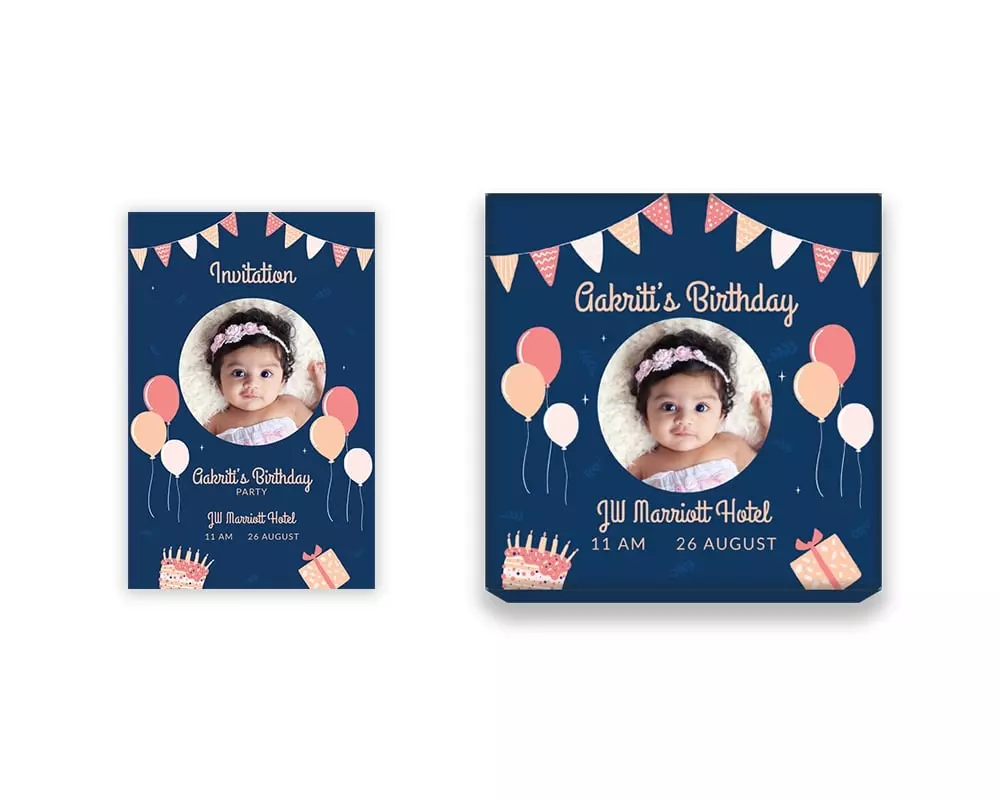 Invitation
Aakriti's Birthday
PARTY
JW Marriott Hotel
11 AM 26 AUGUST
Aakriti's Birthday
JW Marriott Hotel
11 AM 26 AUGUST